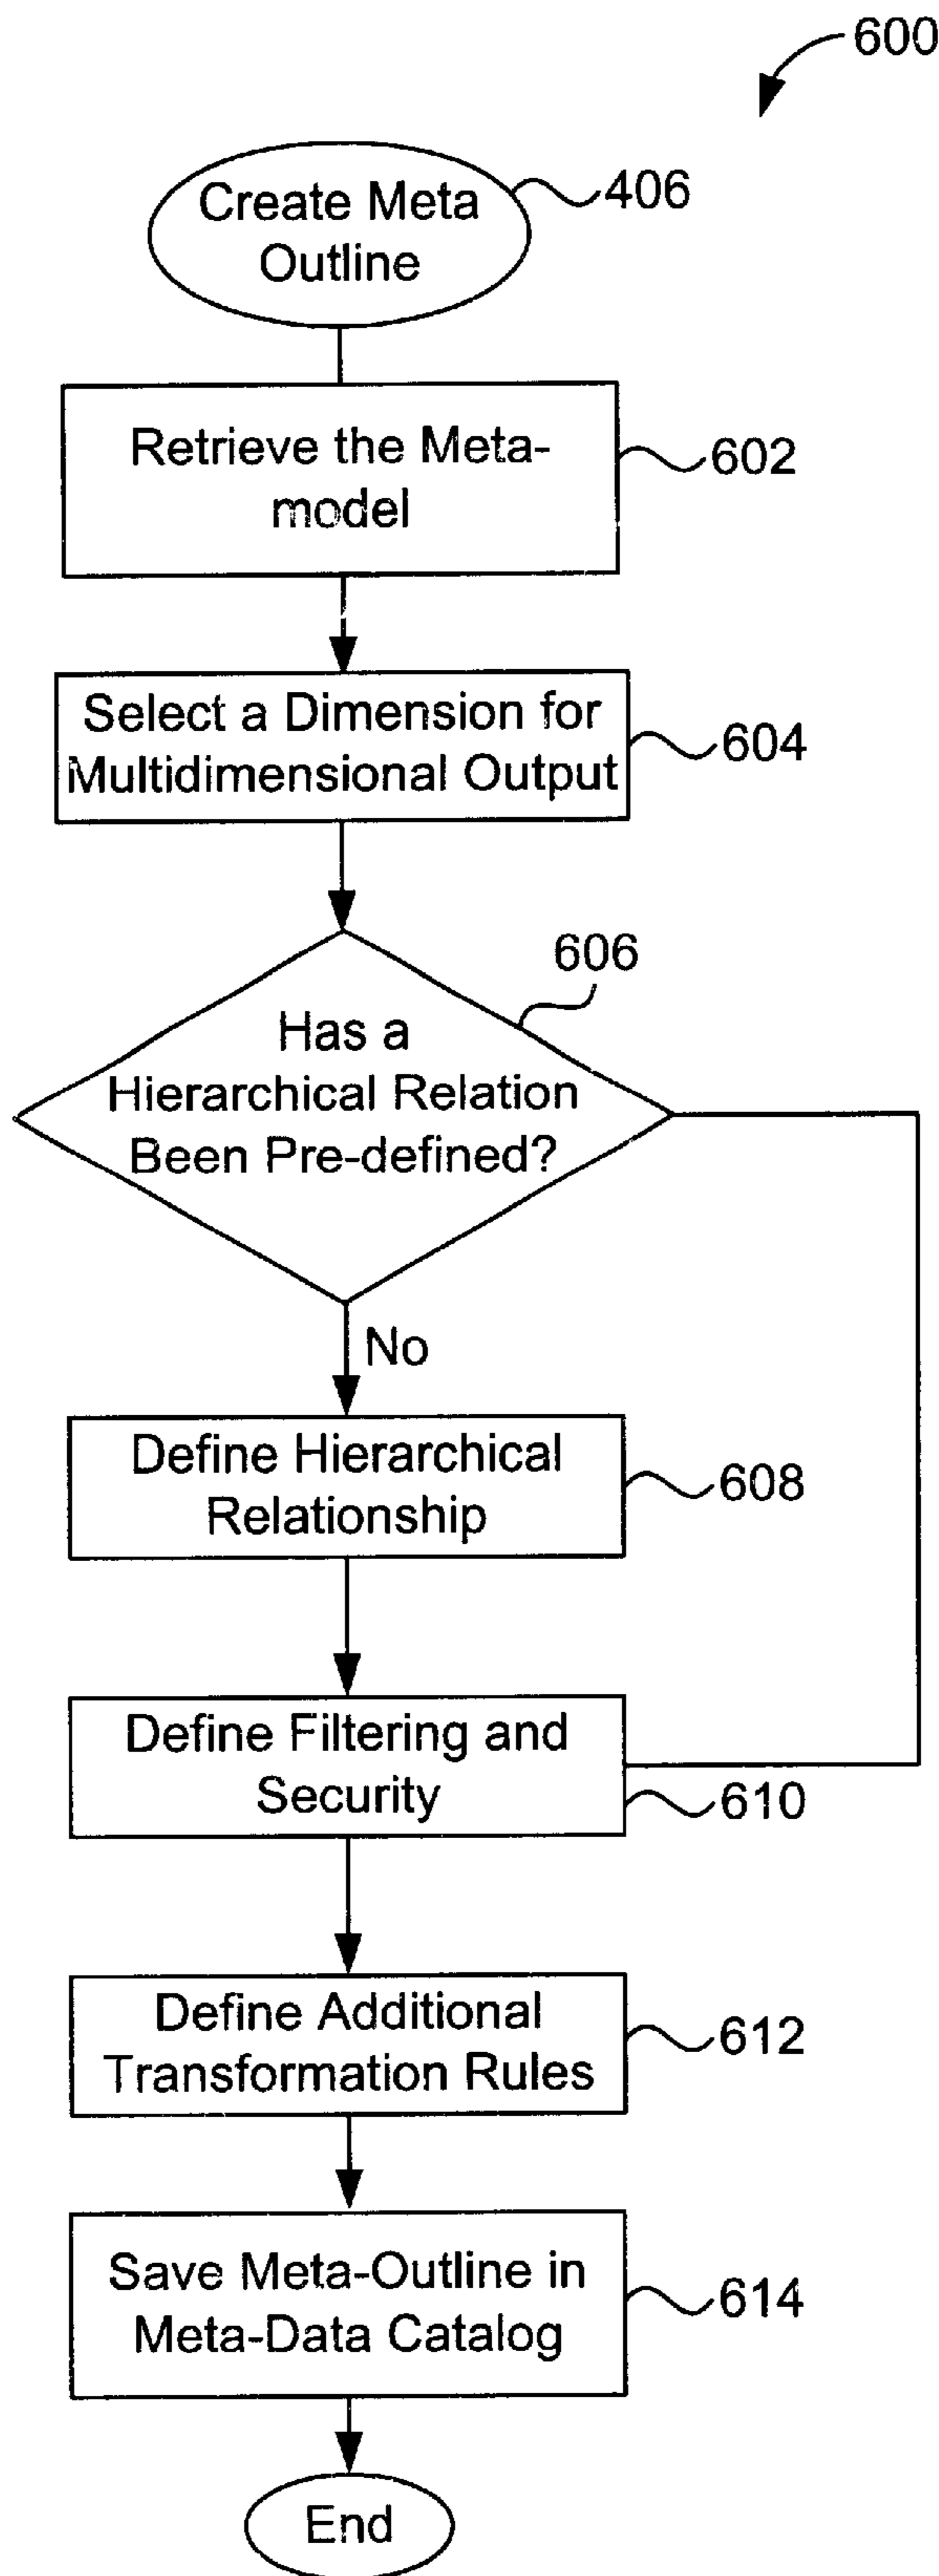 600
Create Meta
Outline
406
Retrieve the Meta-
model
602
Select a Dimension for
Multidimensional Output
604
606
Has a
Hierarchical Relation
Been Pre-defined?
No
Define Hierarchical
Relationship
608
Define Filtering and
Security
610
Define Additional
Transformation Rules
612
Save Meta-Outline in
Meta-Data Catalog
614
End